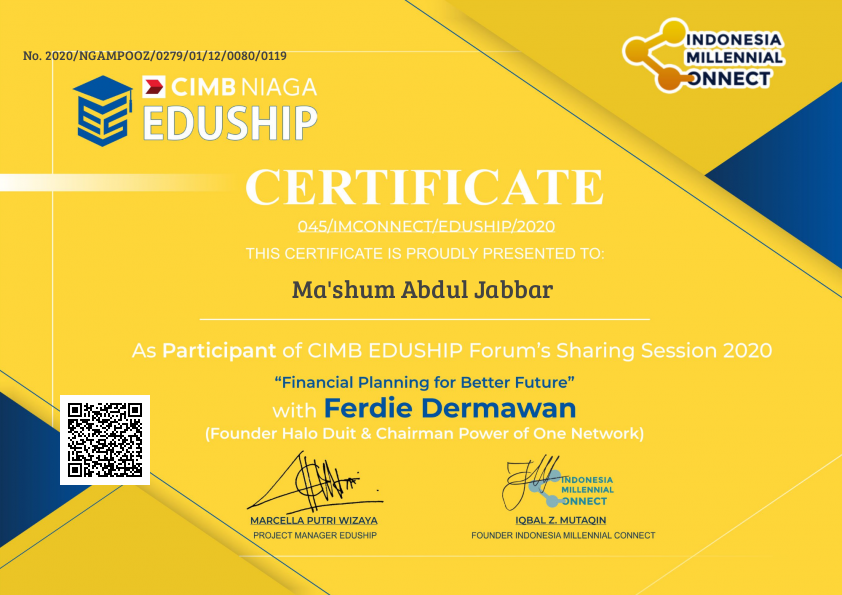 No. 2020/NGAMPOOZ/0279/01/12/0080/0119
INDONESIA
MILLENNIAL
ONNECT
CIMB NIAGA
EDUSHIP
CERTIFICATE
045/IMCONNECT/EDUSHIP/2020
THIS CERTIFICATE IS PROUDLY PRESENTED TO:
Ma'shum Abdul Jabbar
As Participant of CIMB EDUSHIP Forum's Sharing Session 2020
“Financial Planning for Better Future”
with Ferdie Dermawan
(Founder Halo Duit & Chairman Power of One Network)
INDONESIA
MILLENNIAL
ONNECT
MARCELLA PUTRI WIZAYA
PROJECT MANAGER EDUSHIP
IQBAL Z. MUTAQIN
FOUNDER INDONESIA MILLENNIAL CONNECT